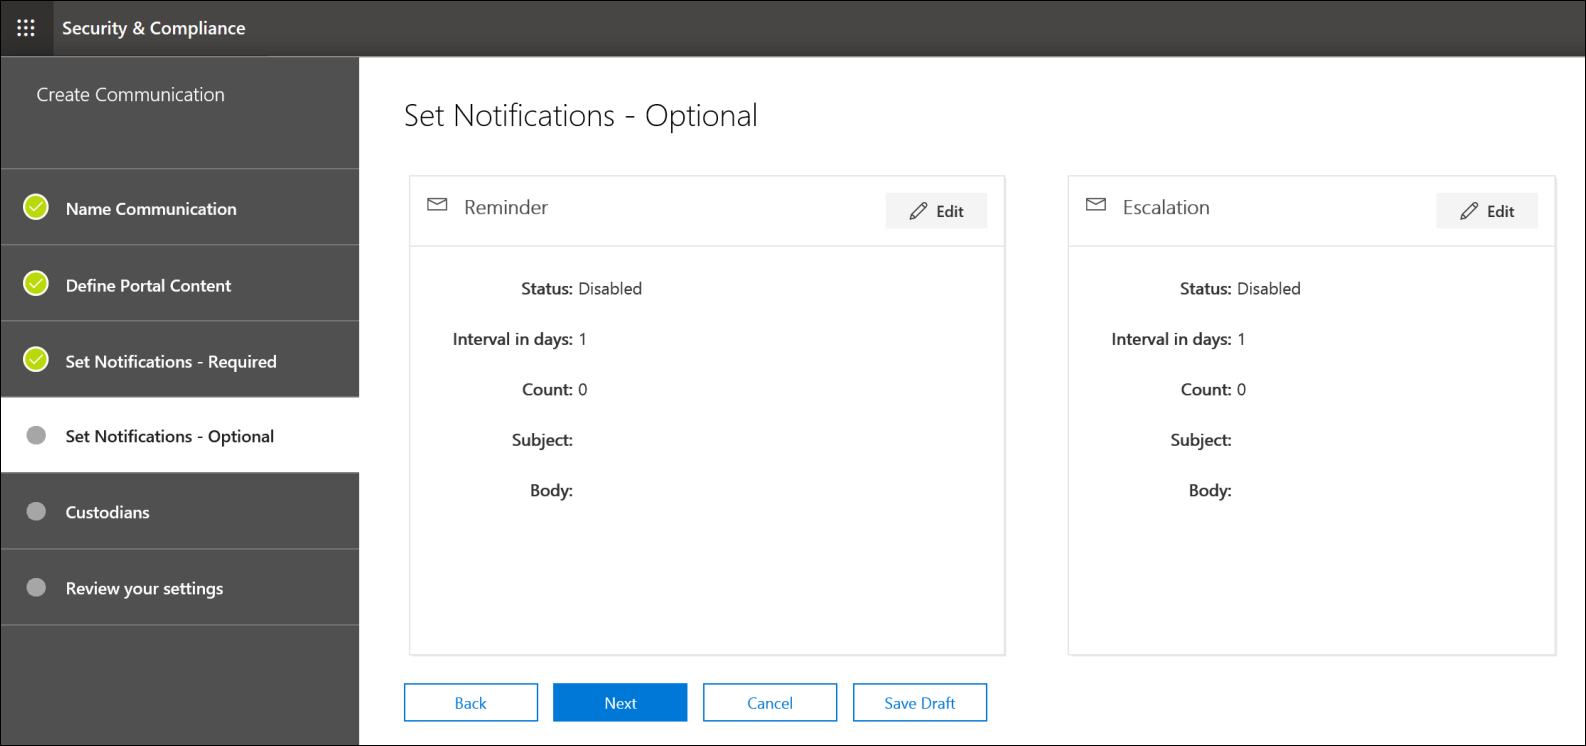 Security & Compliance
Create Communication
Name Communication
Define Portal Content
Set Notifications - Required
Set Notifications - Optional
Custodians
Review your settings
Set Notifications - Optional
Reminder
Edit
Status: Disabled
Interval in days: 1
Count: 0
Subject:
Body:
Escalation
Edit
Status: Disabled
Interval in days: 1
Count: 0
Subject:
Body:
Back
Next
Cancel
Save Draft